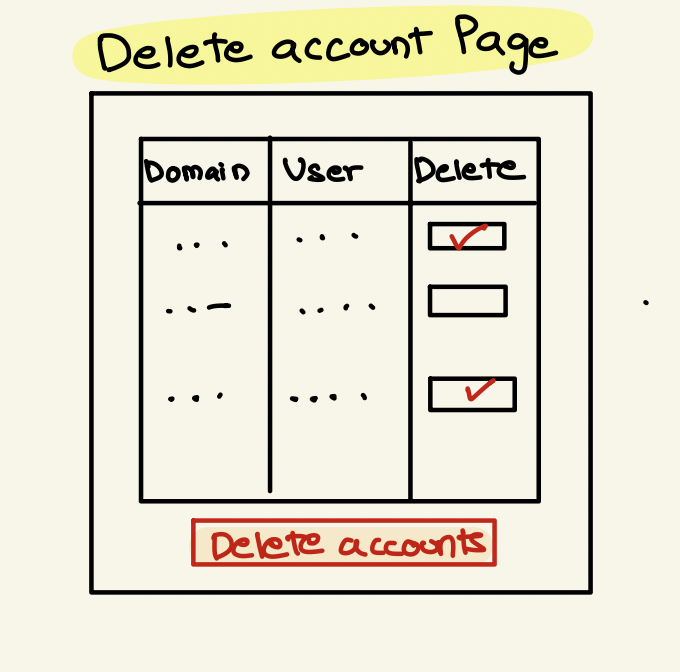 Delete account Page
Domain User Delete
... ...
..- ....
... ....
Delete accounts